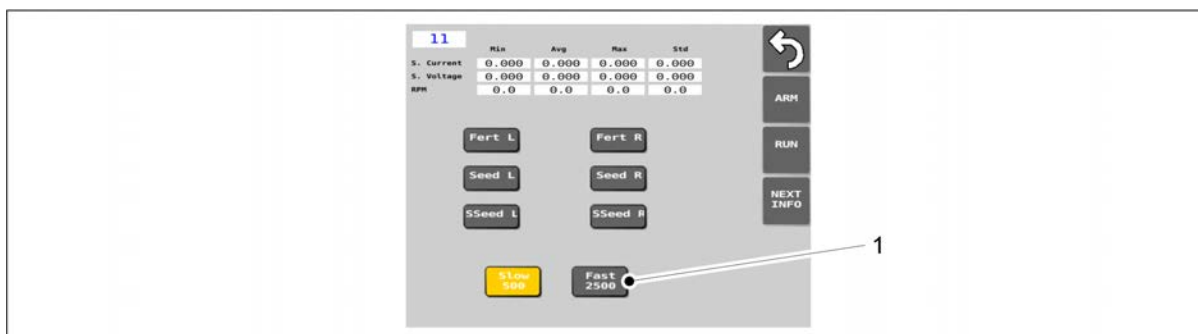 11
Min Avg Max Std
S. Current 0.000 0.000 0.000 0.000
S. Voltage 0.000 0.000 0.000 0.000
RPM 0.0 0.0 0.0 0.0
ARM
Fert L Fert R
RUN
Seed L Seed R
NEXT
INFO
SSeed L SSeed R
1
Slow
500
Fast
2500